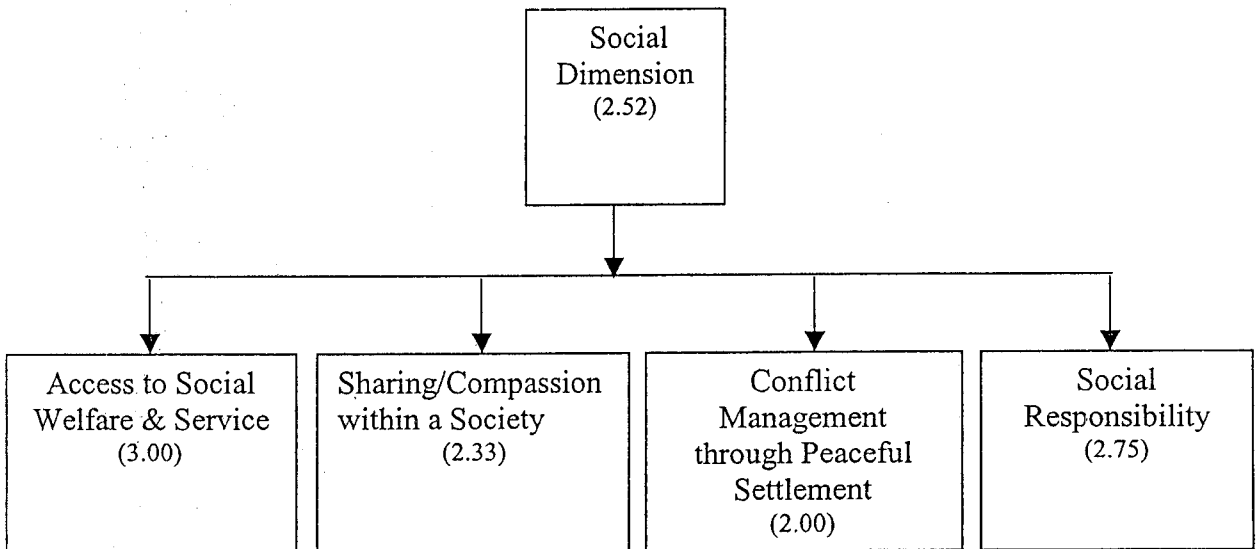 Social
Dimension
(2.52)
Access to Social
Welfare & Service
(3.00)
Sharing/Compassion
within a Society
(2.33)
Conflict
Management
through Peaceful
Settlement
(2.00)
Social
Responsibility
(2.75)